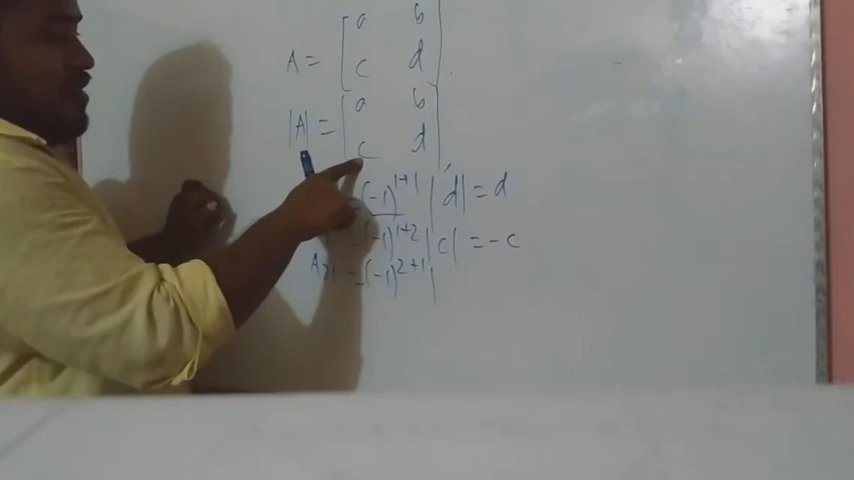 a b
A =
c d
a b
|A| =
c d
= (-1)^{1+1} |d| = d
= (-1)^{1+2} |c| = -c
A21 = (-1)^{2+1} |